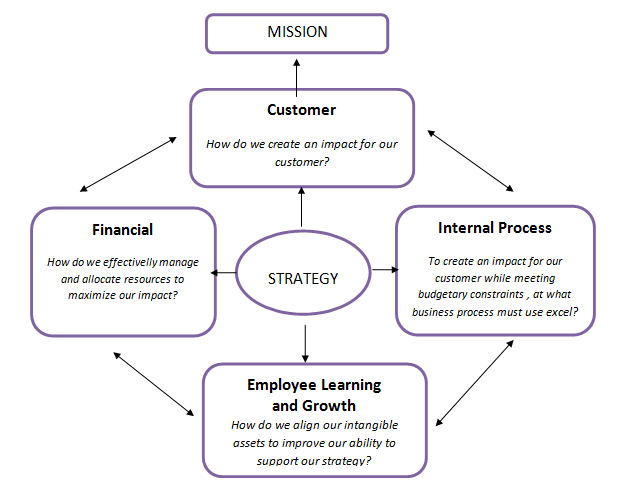 MISSION
Customer
How do we create an impact for our
customer?
Financial
How do we effectivelly manage
and allocate resources to
maximize our impact?
STRATEGY
Internal Process
To create an impact for our
customer while meeting
budgetary constraints , at what
business process must use excel?
Employee Learning
and Growth
How do we align our intangible
assets to improve our ability to
support our strategy?